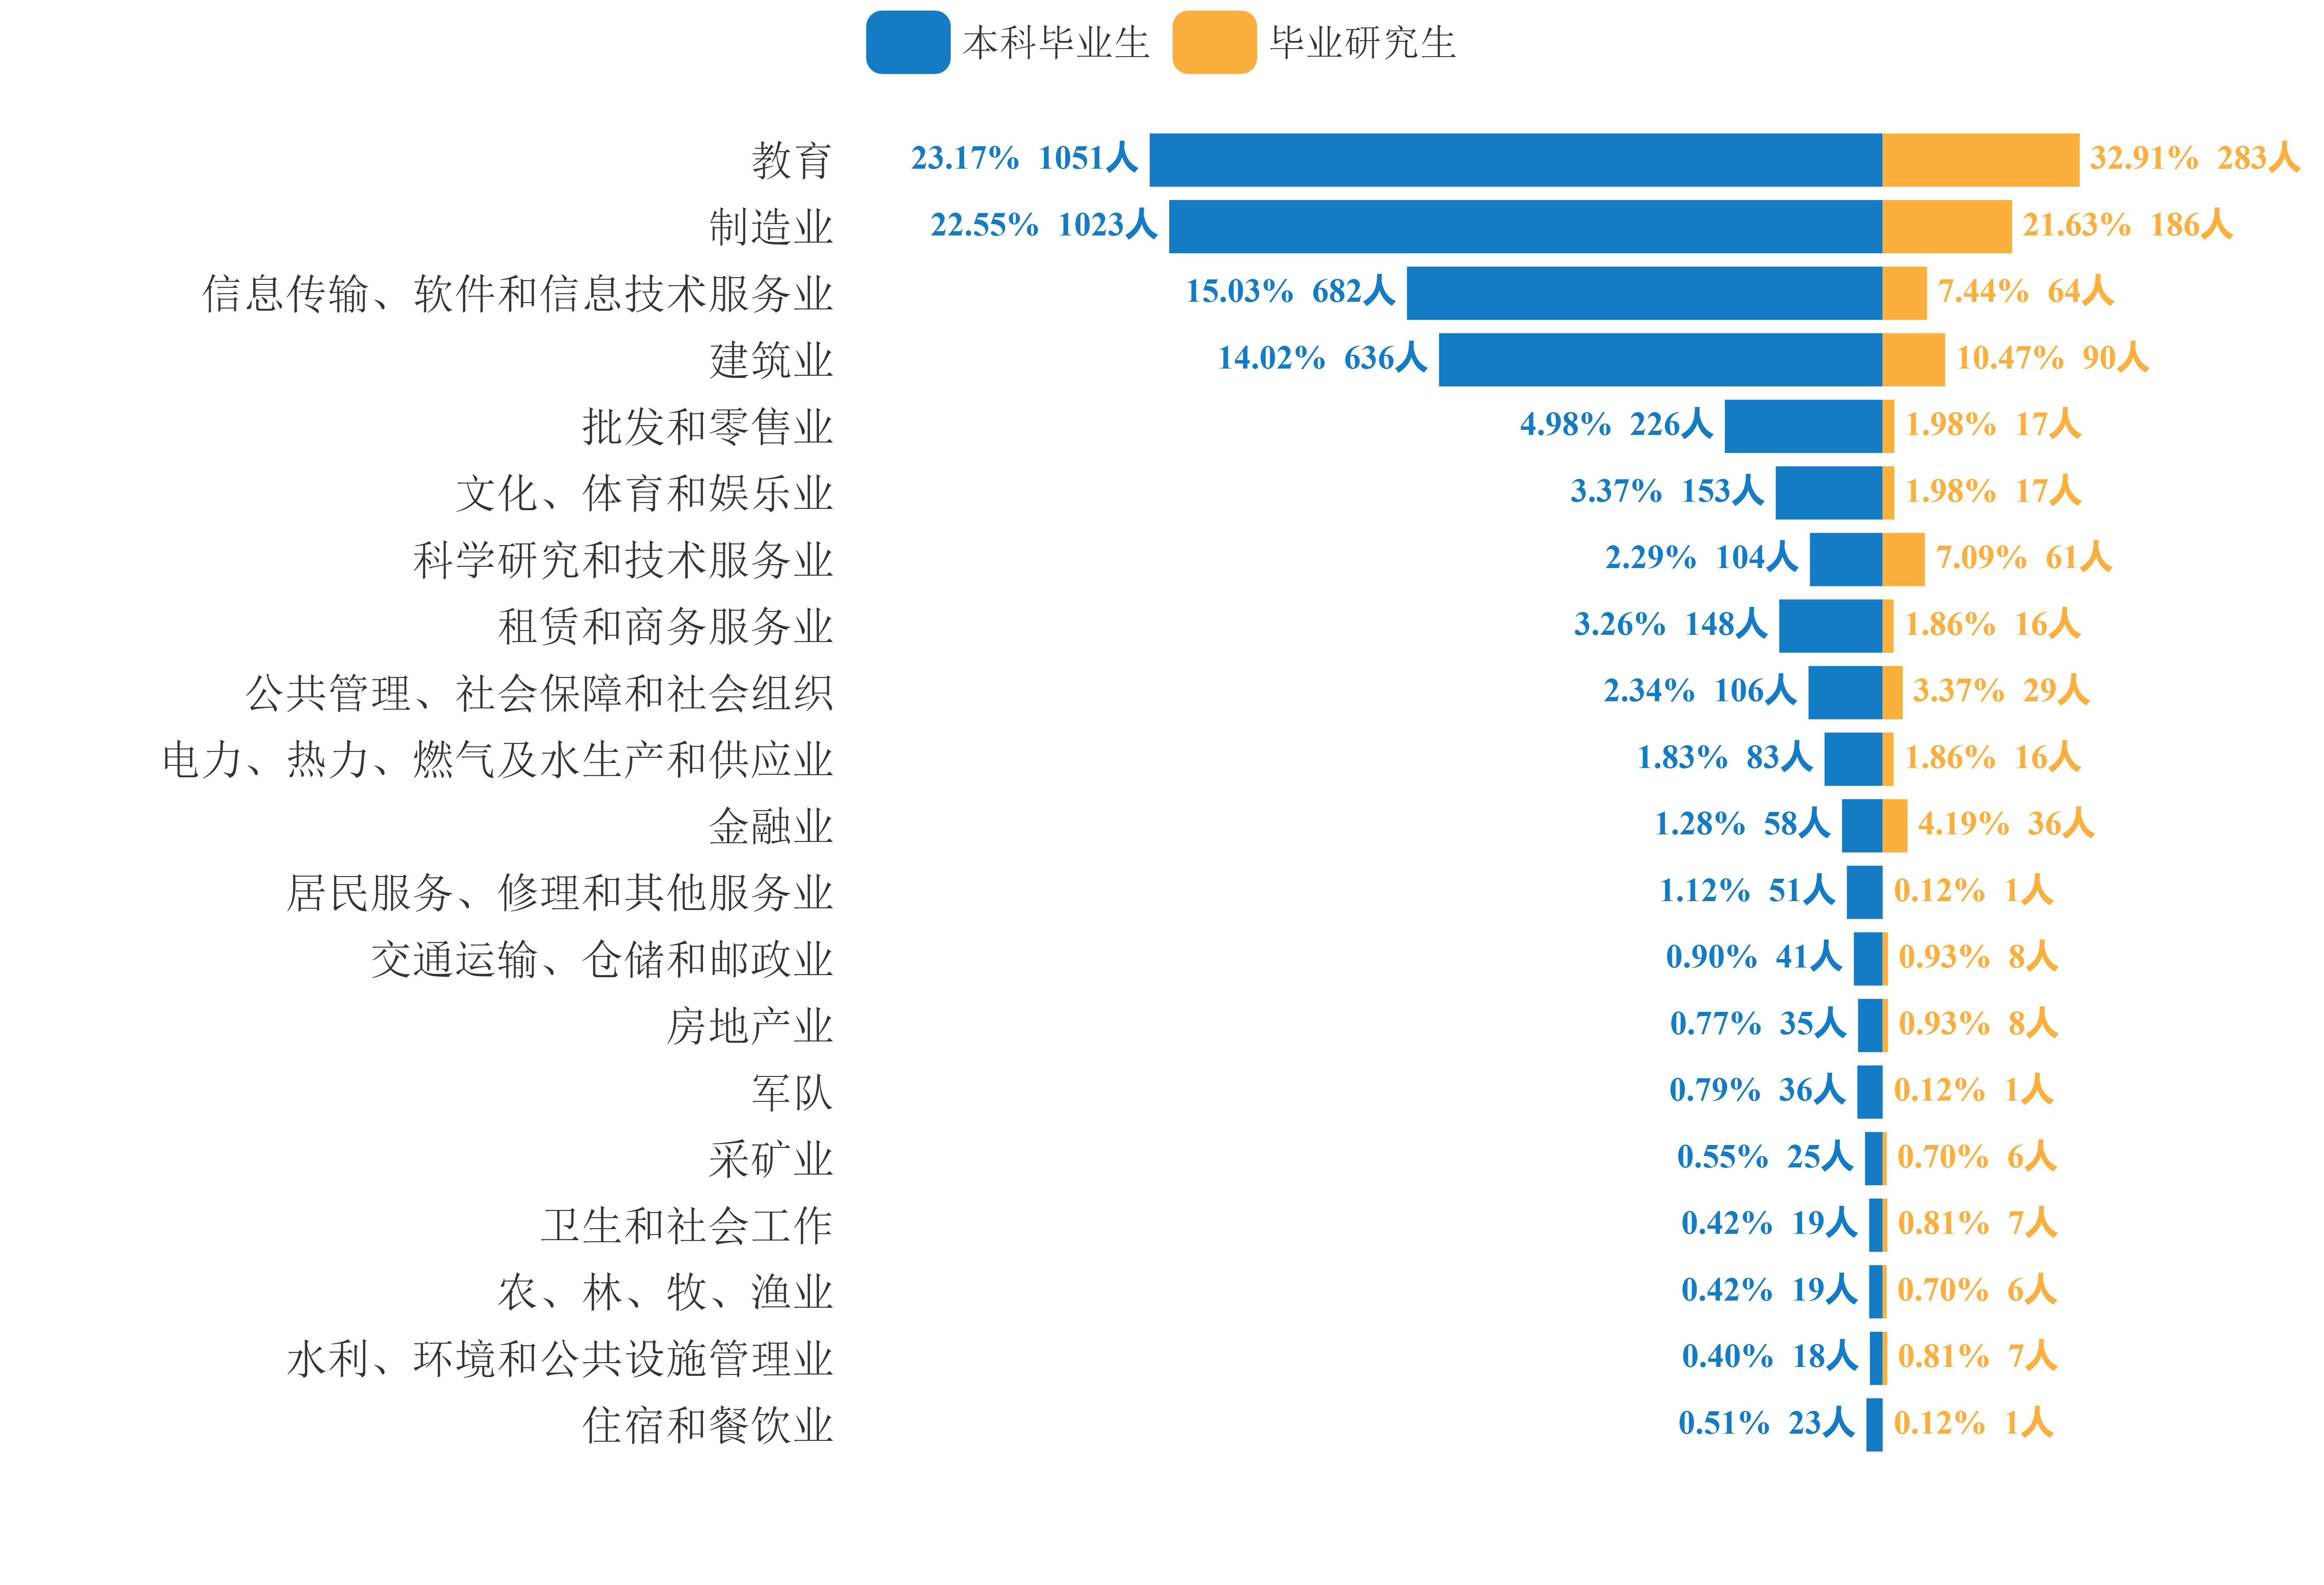 本科毕业生 毕业研究生
教育 23.17% 1051人 32.91% 283人
制造业 22.55% 1023人 21.63% 186人
信息传输、软件和信息技术服务业 15.03% 682人 7.44% 64人
建筑业 14.02% 636人 10.47% 90人
批发和零售业 4.98% 226人 1.98% 17人
文化、体育和娱乐业 3.37% 153人 1.98% 17人
科学研究和技术服务业 2.29% 104人 7.09% 61人
租赁和商务服务业 3.26% 148人 1.86% 16人
公共管理、社会保障和社会组织 2.34% 106人 3.37% 29人
电力、热力、燃气及水生产和供应业 1.83% 83人 1.86% 16人
金融业 1.28% 58人 4.19% 36人
居民服务、修理和其他服务业 1.12% 51人 0.12% 1人
交通运输、仓储和邮政业 0.90% 41人 0.93% 8人
房地产业 0.77% 35人 0.93% 8人
军队 0.79% 36人 0.12% 1人
采矿业 0.55% 25人 0.70% 6人
卫生和社会工作 0.42% 19人 0.81% 7人
农、林、牧、渔业 0.42% 19人 0.70% 6人
水利、环境和公共设施管理业 0.40% 18人 0.81% 7人
住宿和餐饮业 0.51% 23人 0.12% 1人